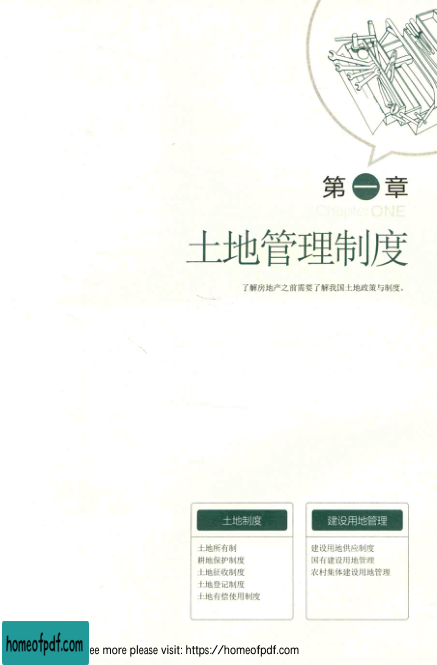 第一章
Chapter ONE
土地管理制度
了解房地产之前需要了解我国土地政策与制度。
土地制度
土地所有制
耕地保护制度
土地征收制度
土地登记制度
土地有偿使用制度
建设用地管理
建设用地供应制度
国有建设用地管理
农村集体建设用地管理
homeofpdf.com
ee more please visit: https://homeofpdf.com